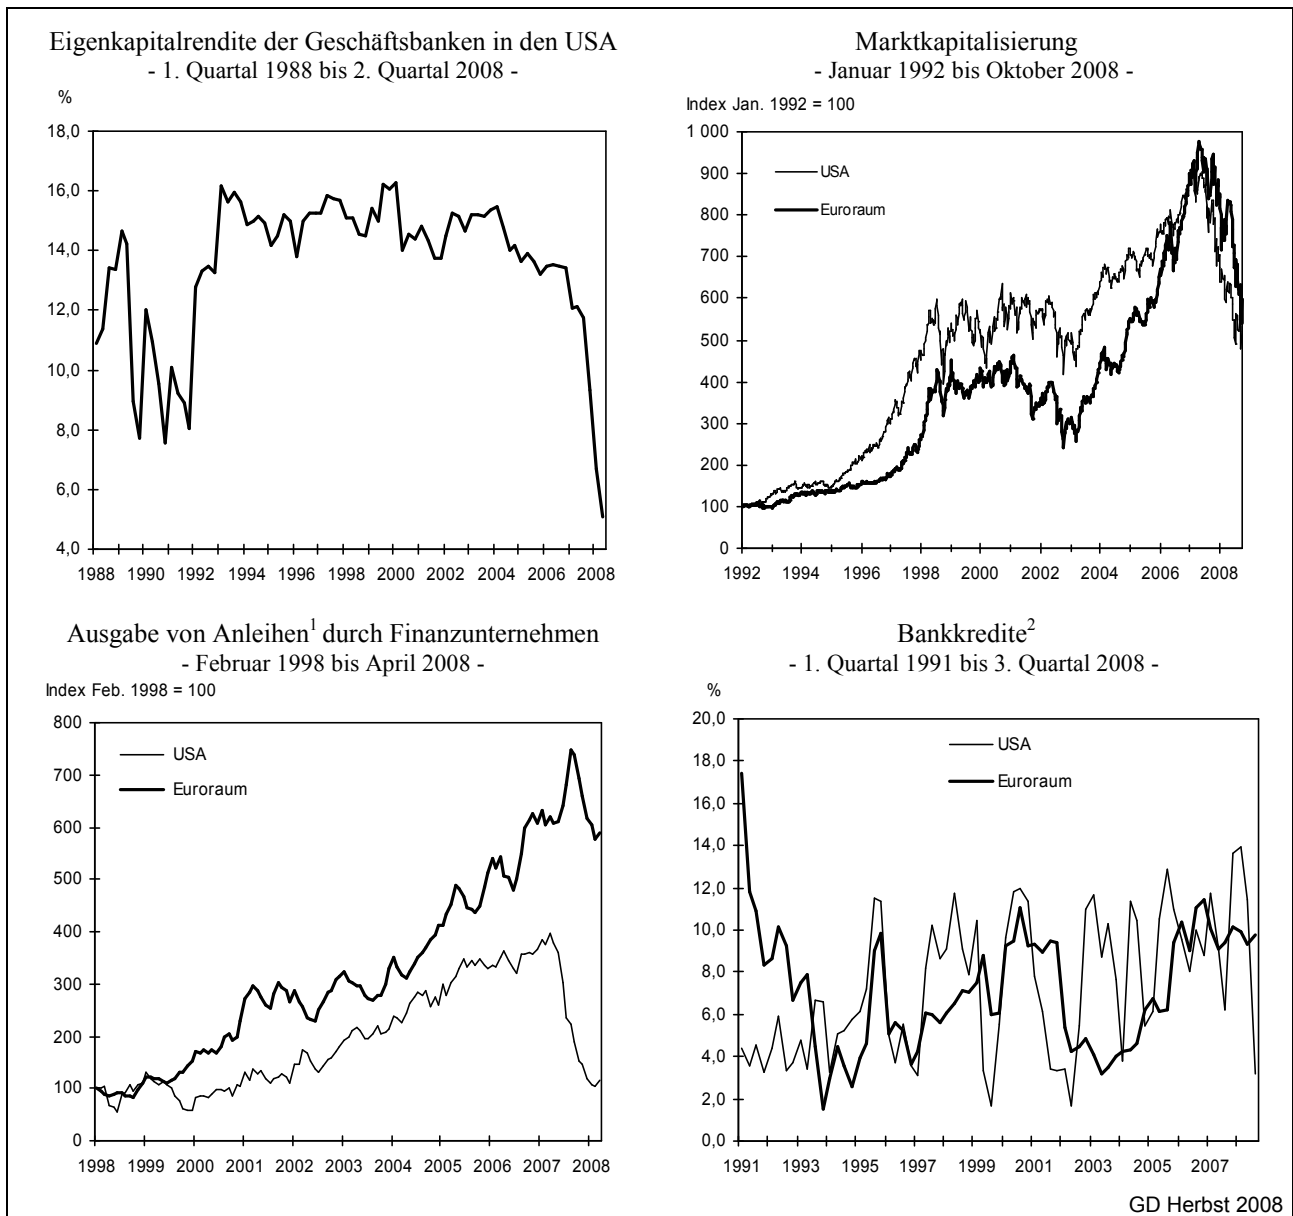 Eigenkapitalrendite der Geschäftsbanken in den USA
- 1. Quartal 1988 bis 2. Quartal 2008 -
%
18,0
16,0
14,0
12,0
10,0
8,0
6,0
4,0
1988 1990 1992 1994 1996 1998 2000 2002 2004 2006 2008
Marktkapitalisierung
- Januar 1992 bis Oktober 2008 -
Index Jan. 1992 = 100
1 000
900
800
700
600
500
400
300
200
100
0
USA
Euroraum
1992 1994 1996 1998 2000 2002 2004 2006 2008
Ausgabe von Anleihen¹ durch Finanzunternehmen
- Februar 1998 bis April 2008 -
Index Feb. 1998 = 100
800
700
600
500
400
300
200
100
0
USA
Euroraum
1998 1999 2000 2001 2002 2003 2004 2005 2006 2007 2008
Bankkredite²
- 1. Quartal 1991 bis 3. Quartal 2008 -
%
20,0
18,0
16,0
14,0
12,0
10,0
8,0
6,0
4,0
2,0
0,0
USA
Euroraum
1991 1993 1995 1997 1999 2001 2003 2005 2007
GD Herbst 2008